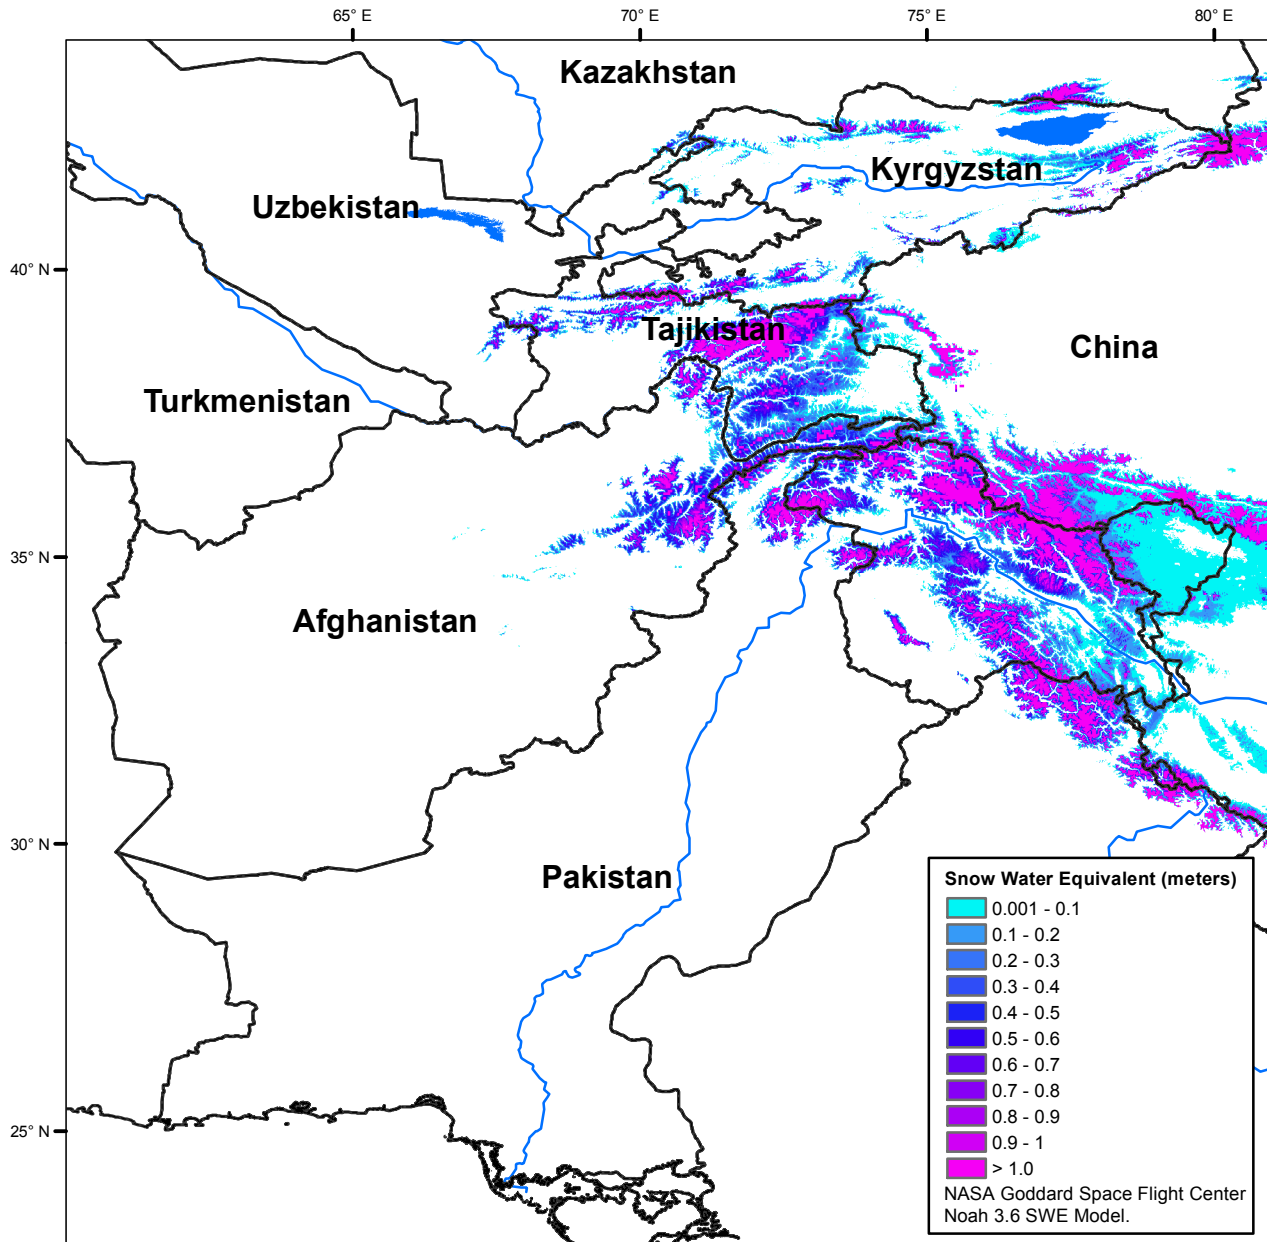 65° E
70° E
75° E
80° E
Kazakhstan
Kyrgyzstan
Uzbekistan
40° N
Tajikistan
China
Turkmenistan
35° N
Afghanistan
30° N
Pakistan
25° N
Snow Water Equivalent (meters)
0.001 - 0.1
0.1 - 0.2
0.2 - 0.3
0.3 - 0.4
0.4 - 0.5
0.5 - 0.6
0.6 - 0.7
0.7 - 0.8
0.8 - 0.9
0.9 - 1
> 1.0
NASA Goddard Space Flight Center
Noah 3.6 SWE Model.